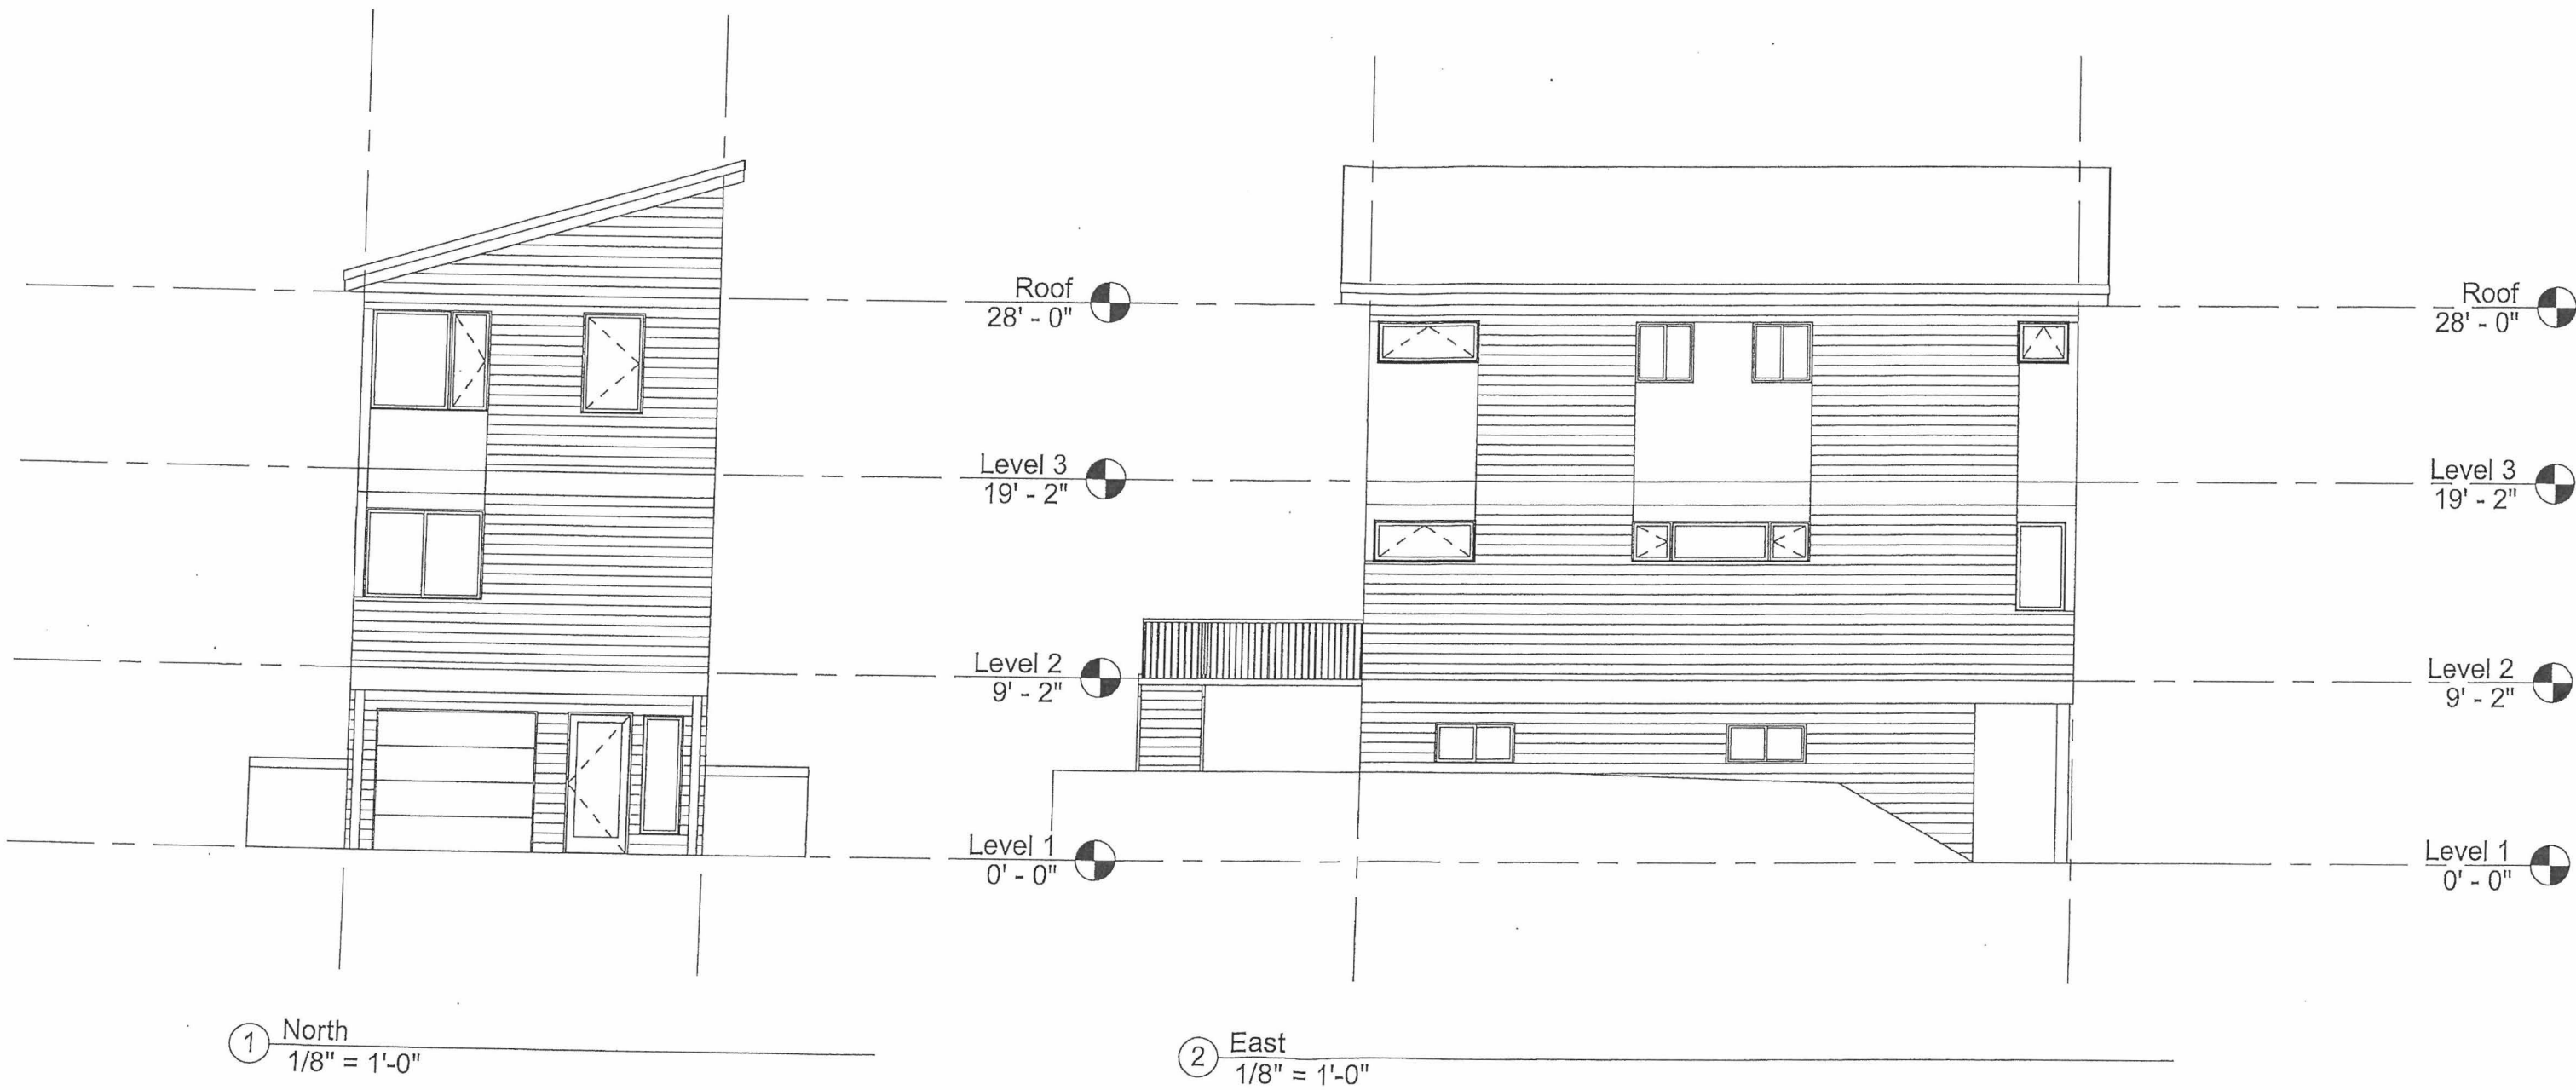 Roof
28' - 0"
Level 3
19' - 2"
Level 2
9' - 2"
Level 1
0' - 0"
1 North
1/8" = 1'-0"
Roof
28' - 0"
Level 3
19' - 2"
Level 2
9' - 2"
Level 1
0' - 0"
2 East
1/8" = 1'-0"